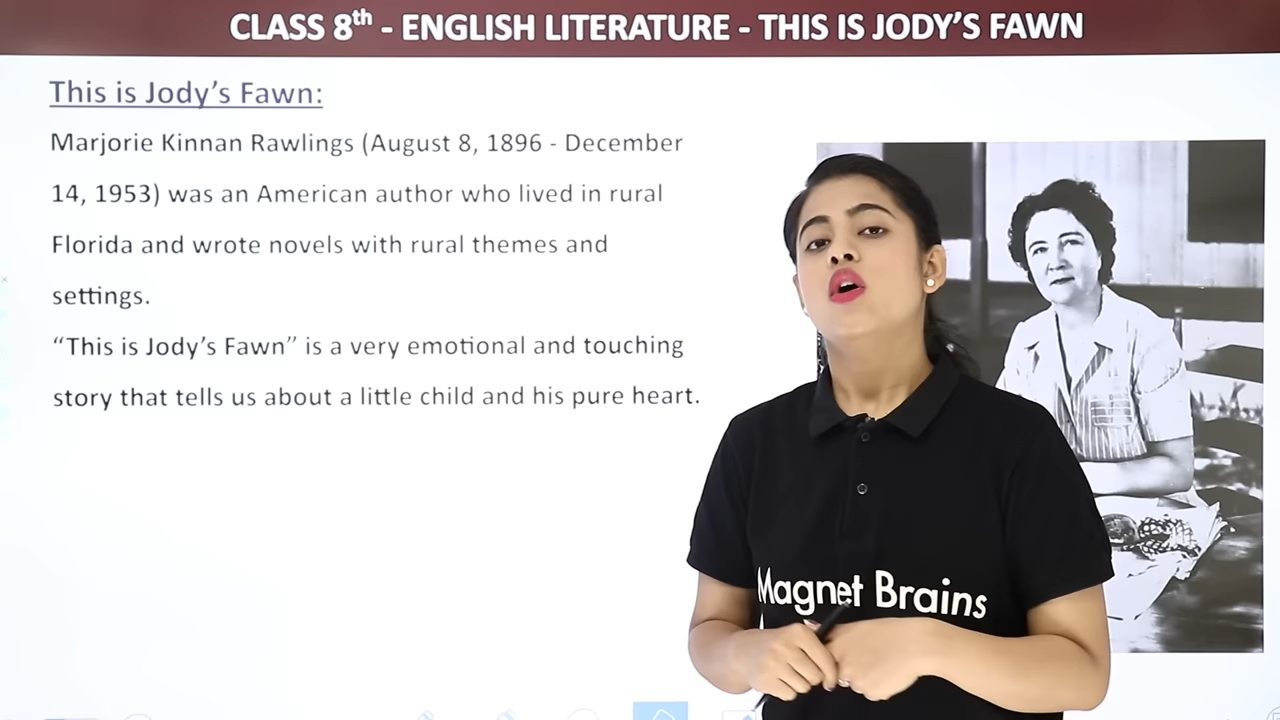 CLASS 8th - ENGLISH LITERATURE - THIS IS JODY'S FAWN
This is Jody's Fawn:
Marjorie Kinnan Rawlings (August 8, 1896 - December
14, 1953) was an American author who lived in rural
Florida and wrote novels with rural themes and
settings.
“This is Jody's Fawn” is a very emotional and touching
story that tells us about a little child and his pure heart.
Magnet Brains